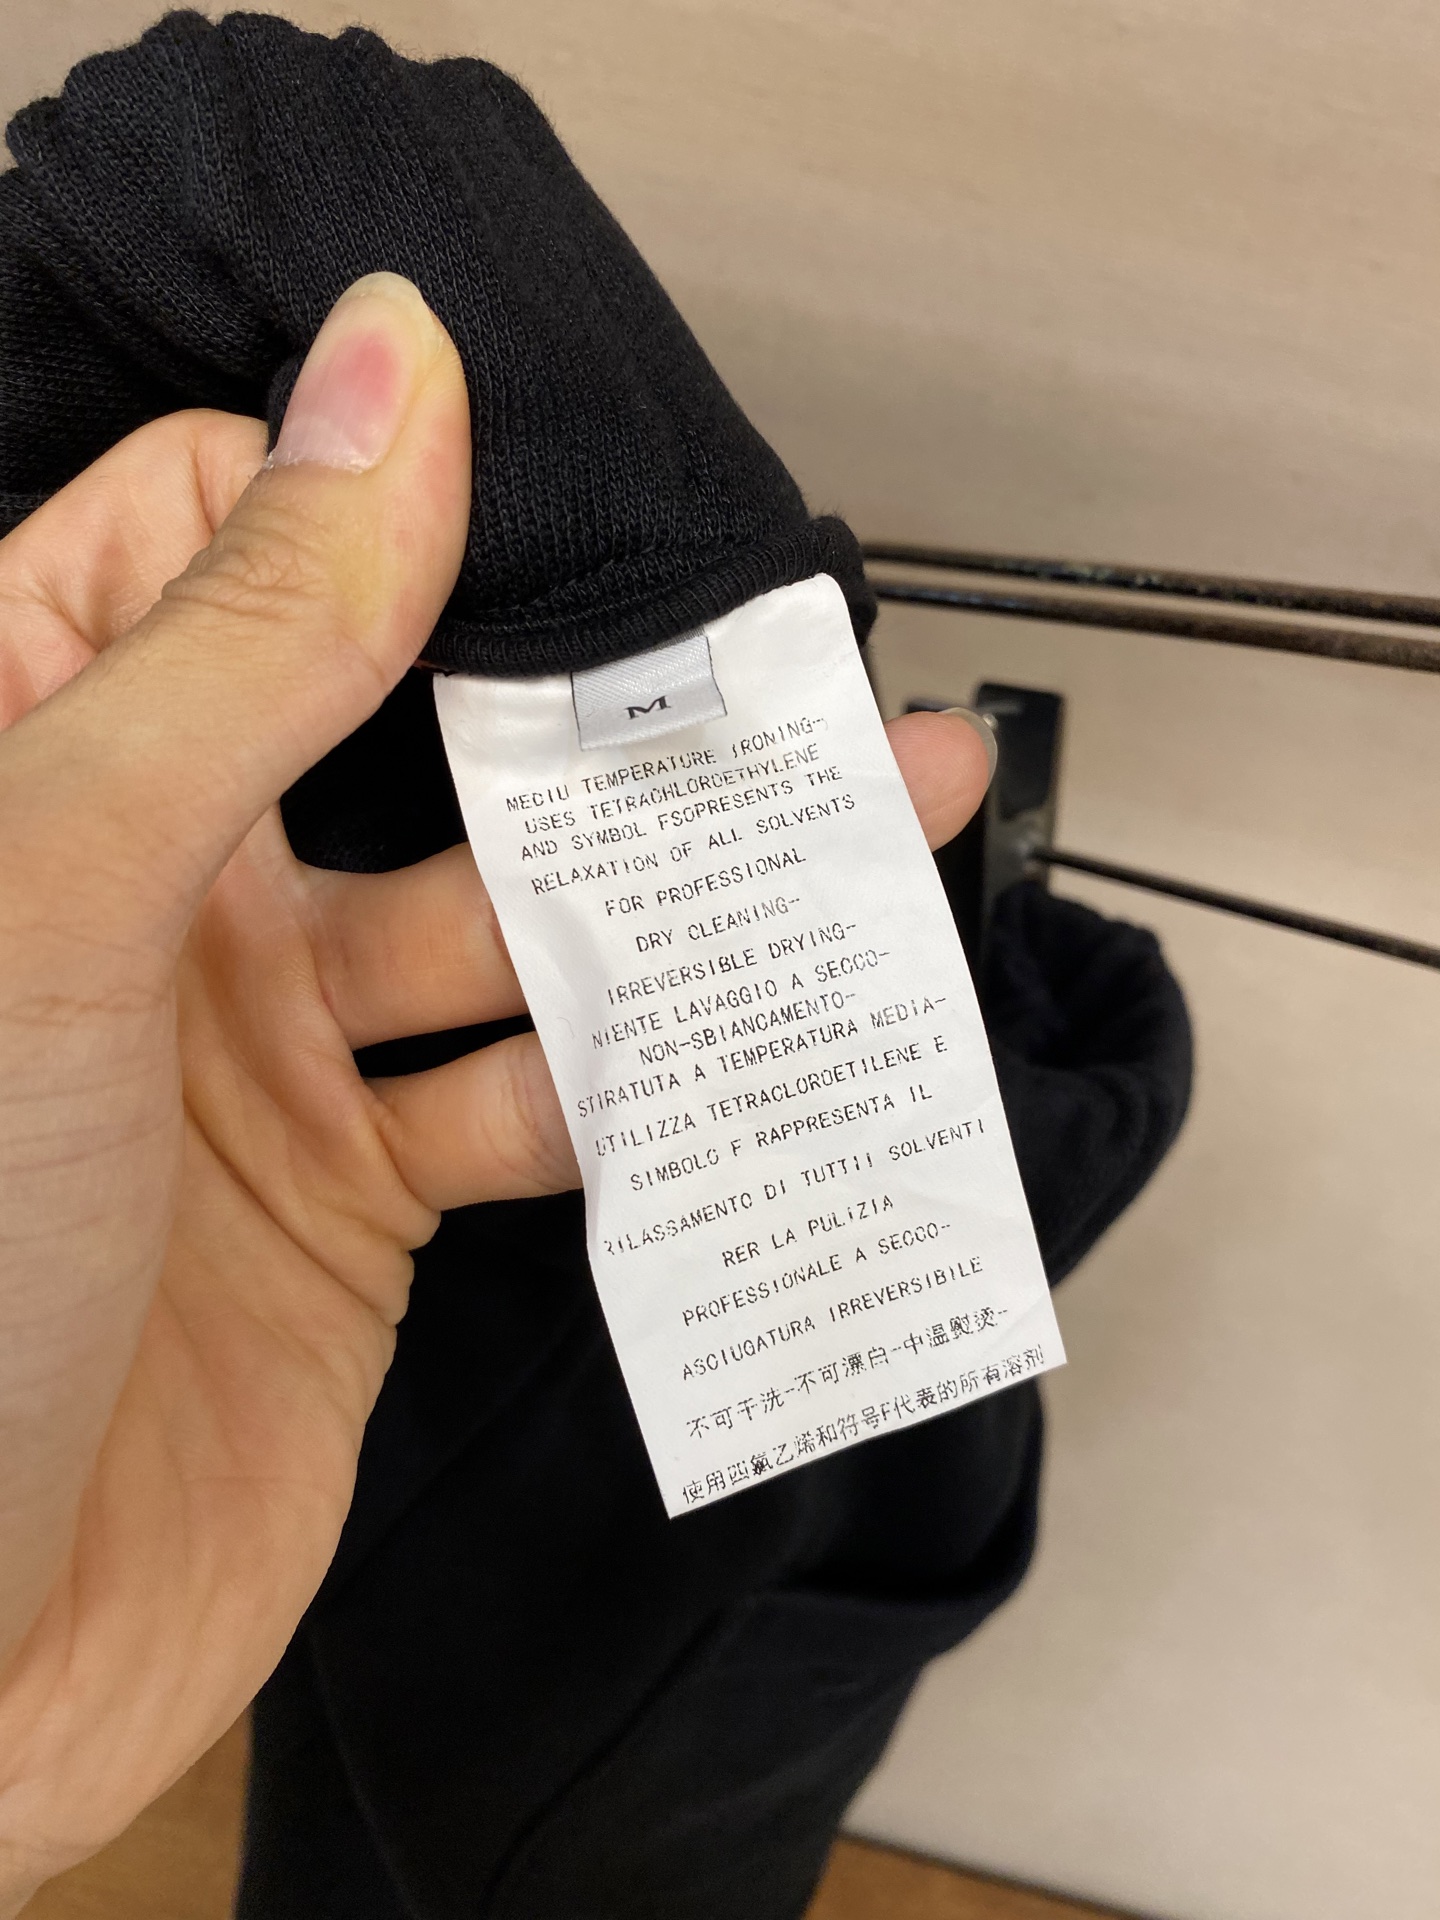 M
MEDIU TEMPERATURE IRONING-
USES TETRACHLOROETHYLENE
AND SYMBOL FSOPRESENTS THE
RELAXATION OF ALL SOLVENTS
FOR PROFESSIONAL
DRY CLEANING-
IRREVERSIBLE DRYING-
NIENTE LAVAGGIO A SECCO-
NON-SBIANCAMENTO-
STIRATUTA A TEMPERATURA MEDIA-
UTILIZZA TETRACLOROETILENE E
SIMBOLO F RAPPRESENTA IL
RILASSAMENTO DI TUTTII SOLVENTI
RER LA PULIZIA
PROFESSIONALE A SECCO-
ASCIUGATURA IRREVERSIBILE
不可干洗-不可漂白-中温熨烫-
使用四氯乙烯和符号F代表的所有溶剂